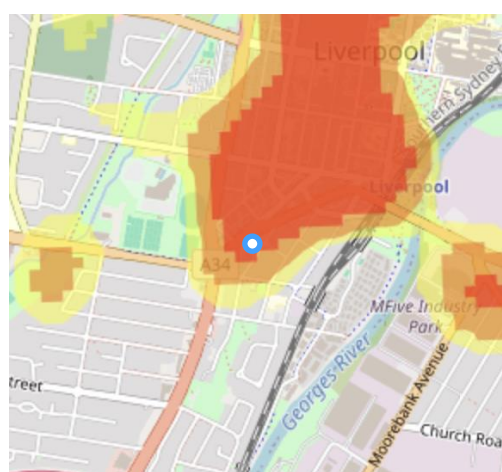 Liverpool
Southern Sydney
Liverpool
A34
MFive Industry
Park
Georges River
Moorebank Avenue
Street
Church Roa